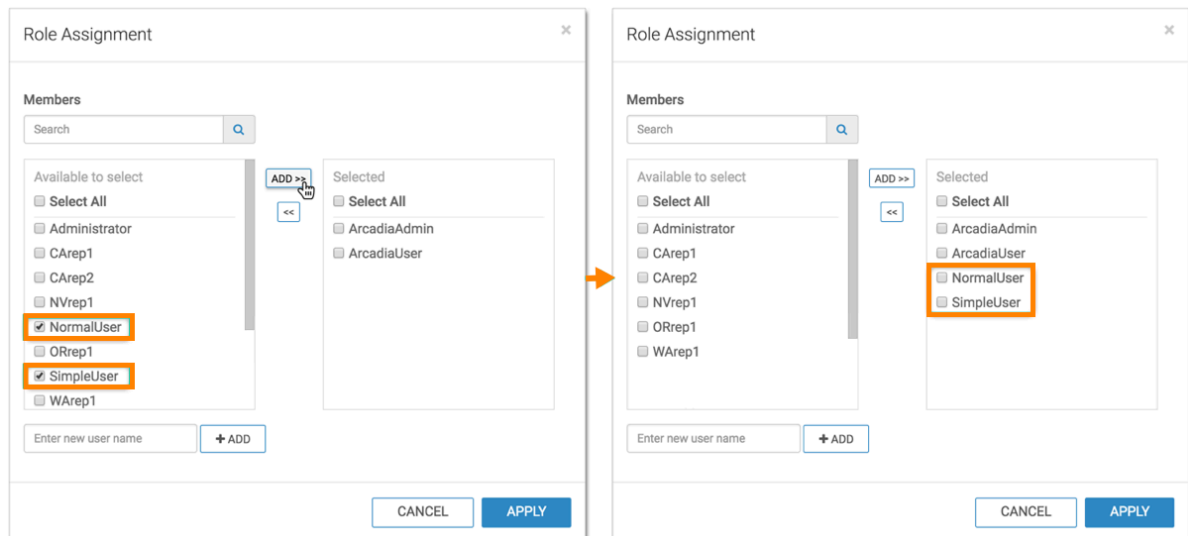 Role Assignment
×
Members
Search
Available to select
Select All
Administrator
CArep1
CArep2
NVrep1
NormalUser
ORrep1
SimpleUser
WArep1
ADD >>
<<
Selected
Select All
ArcadiaAdmin
ArcadiaUser
Enter new user name
+ ADD
CANCEL
APPLY
Role Assignment
×
Members
Search
Available to select
Select All
Administrator
CArep1
CArep2
NVrep1
ORrep1
WArep1
ADD >>
<<
Selected
Select All
ArcadiaAdmin
ArcadiaUser
NormalUser
SimpleUser
Enter new user name
+ ADD
CANCEL
APPLY